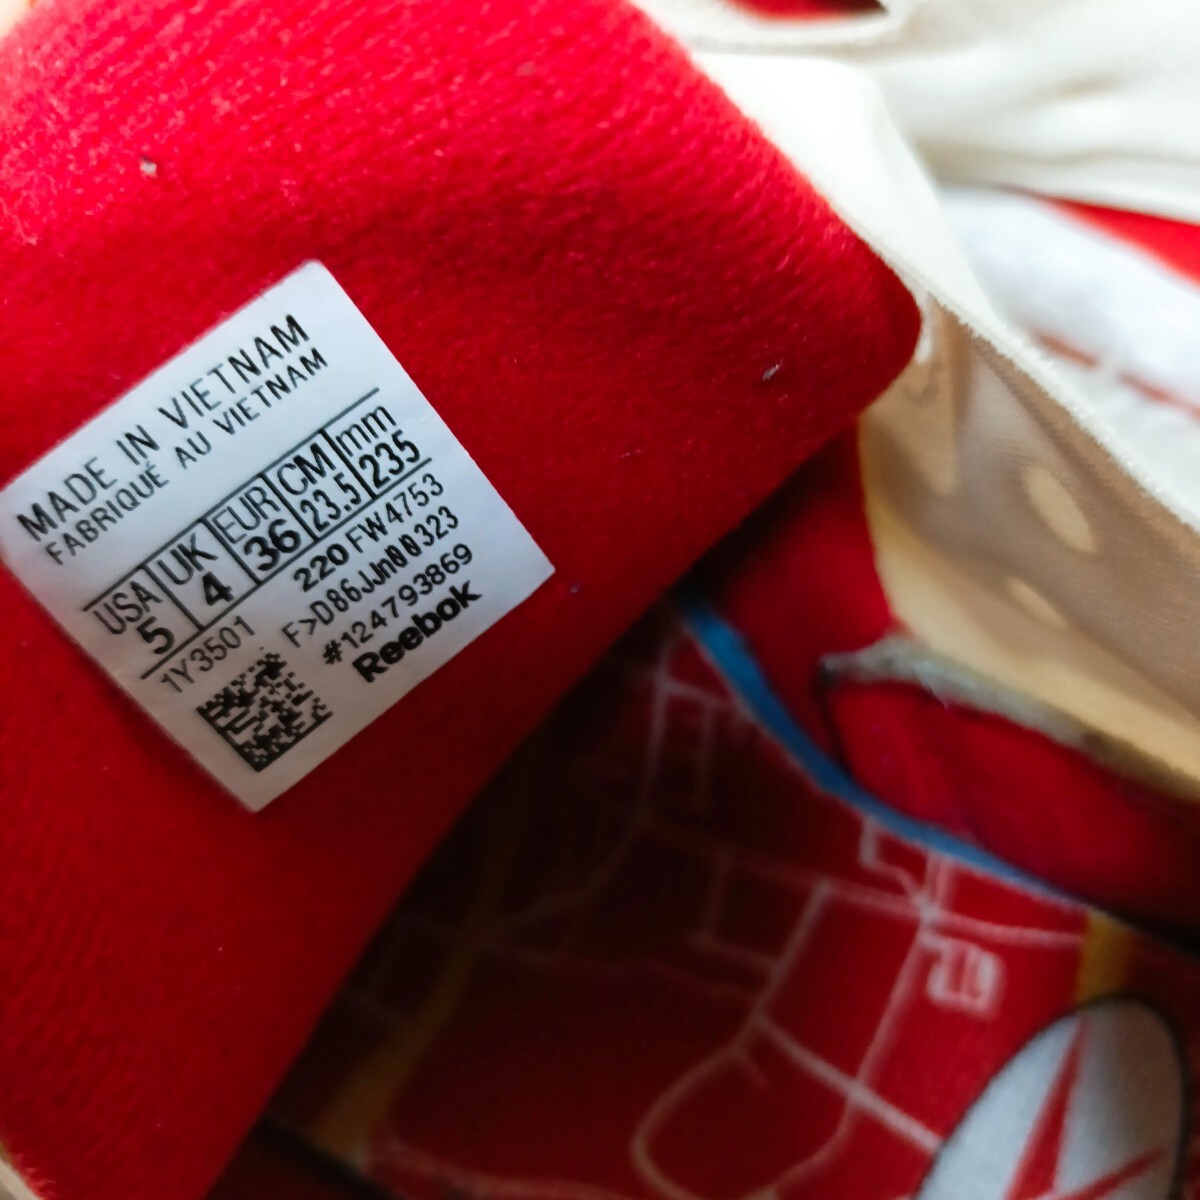 MADE IN VIETNAM
FABRIQUÉ AU VIETNAM
USA UK EUR CM mm
5 4 36 23.5 235
1Y3501 220 FW4753
F>D86JJn00323
#124793869
Reebok